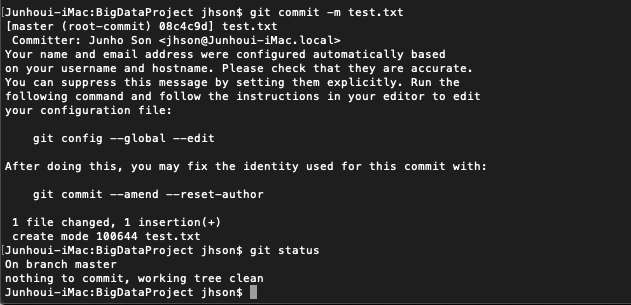 [Junhoui-iMac:BigDataProject jhson$ git commit -m test.txt
[master (root-commit) 08c4c9d] test.txt
 Committer: Junho Son <jhson@Junhoui-iMac.local>
Your name and email address were configured automatically based
on your username and hostname. Please check that they are accurate.
You can suppress this message by setting them explicitly. Run the
following command and follow the instructions in your editor to edit
your configuration file:

    git config --global --edit

After doing this, you may fix the identity used for this commit with:

    git commit --amend --reset-author

 1 file changed, 1 insertion(+)
 create mode 100644 test.txt
[Junhoui-iMac:BigDataProject jhson$ git status
On branch master
nothing to commit, working tree clean
Junhoui-iMac:BigDataProject jhson$